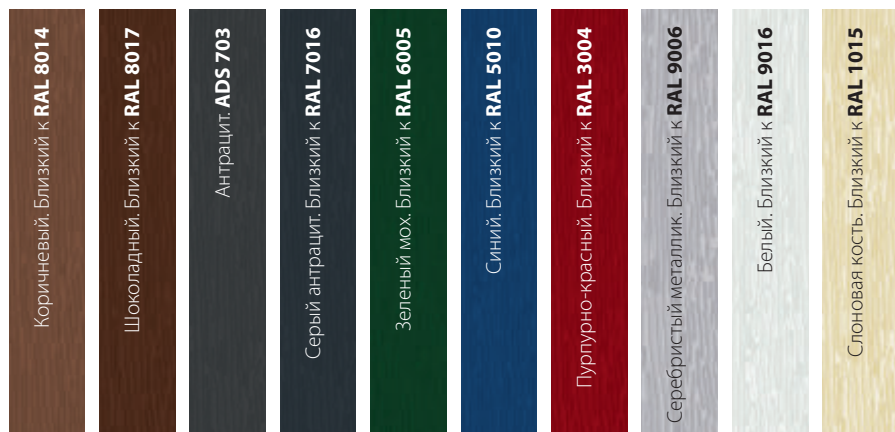 Коричневый. Близкий к RAL 8014
Шоколадный. Близкий к RAL 8017
Антрацит. ADS 703
Серый антрацит. Близкий к RAL 7016
Зеленый мох. Близкий к RAL 6005
Синий. Близкий к RAL 5010
Пурпурно-красный. Близкий к RAL 3004
Серебристый металлик. Близкий к RAL 9006
Белый. Близкий к RAL 9016
Слоновая кость. Близкий к RAL 1015